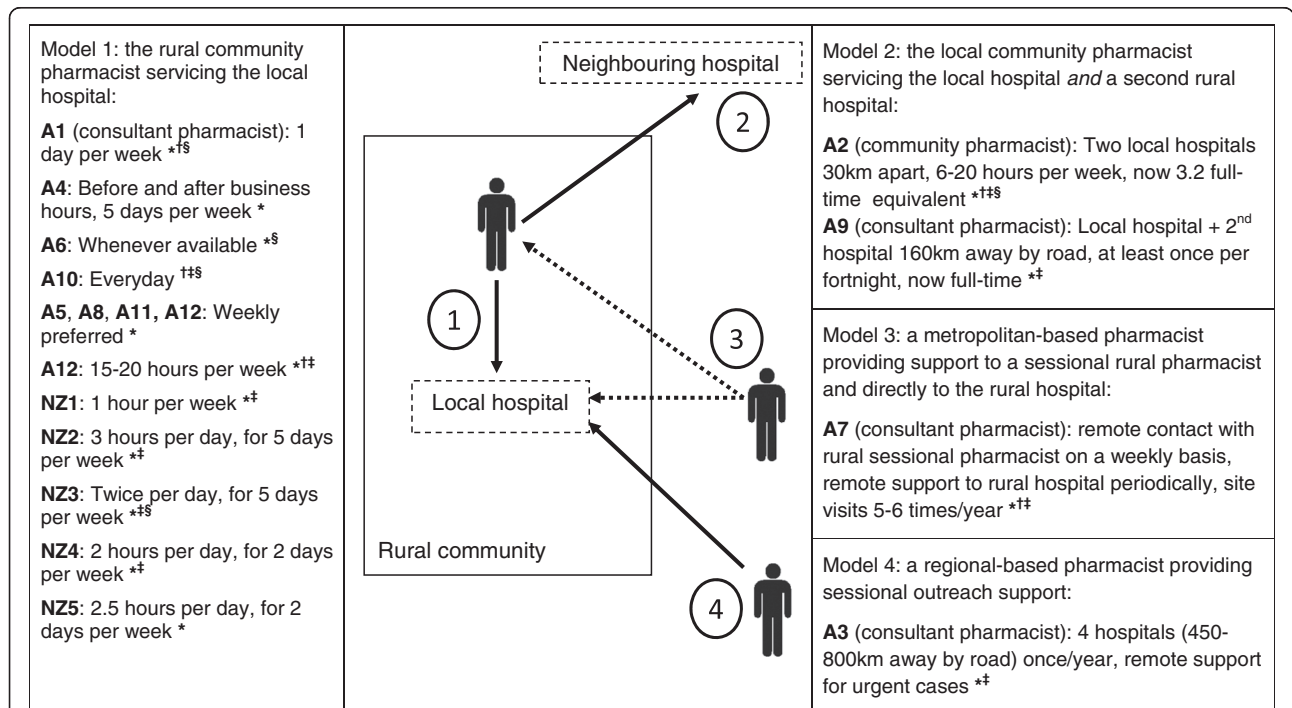 Model 1: the rural community
pharmacist servicing the local
hospital:
A1 (consultant pharmacist): 1
day per week *†§
A4: Before and after business
hours, 5 days per week *
A6: Whenever available *§
A10: Everyday †‡§
A5, A8, A11, A12: Weekly
preferred *
A12: 15-20 hours per week *†‡
NZ1: 1 hour per week *‡
NZ2: 3 hours per day, for 5 days
per week *‡
NZ3: Twice per day, for 5 days
per week *‡§
NZ4: 2 hours per day, for 2 days
per week *‡
NZ5: 2.5 hours per day, for 2
days per week *
Neighbouring hospital
2
1
3
Local hospital
Rural community
4
Model 2: the local community pharmacist
servicing the local hospital and a second rural
hospital:
A2 (community pharmacist): Two local hospitals
30km apart, 6-20 hours per week, now 3.2 full-
time equivalent *†‡§
A9 (consultant pharmacist): Local hospital + 2nd
hospital 160km away by road, at least once per
fortnight, now full-time *‡
Model 3: a metropolitan-based pharmacist
providing support to a sessional rural pharmacist
and directly to the rural hospital:
A7 (consultant pharmacist): remote contact with
rural sessional pharmacist on a weekly basis,
remote support to rural hospital periodically, site
visits 5-6 times/year *†‡
Model 4: a regional-based pharmacist providing
sessional outreach support:
A3 (consultant pharmacist): 4 hospitals (450-
800km away by road) once/year, remote support
for urgent cases *‡